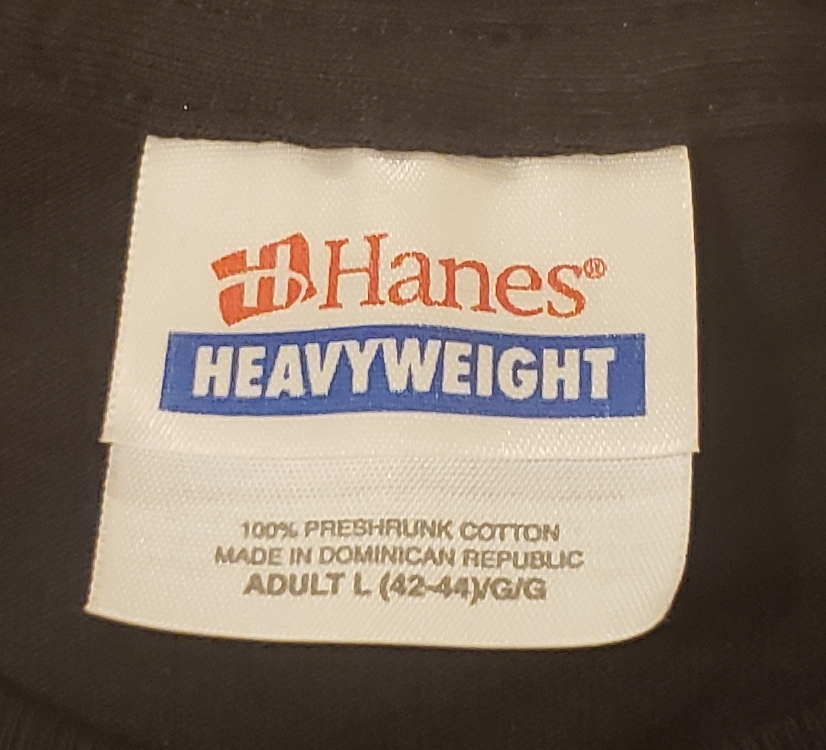 Hanes®
HEAVYWEIGHT
100% PRESHRUNK COTTON
MADE IN DOMINICAN REPUBLIC
ADULT L (42-44)/G/G